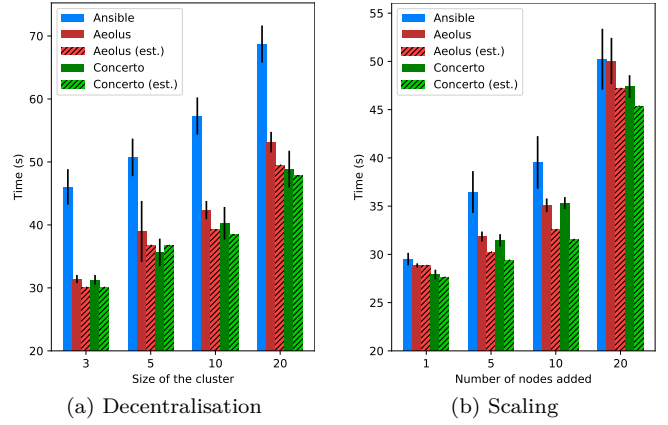 Ansible
Aeolus
Aeolus (est.)
Concerto
Concerto (est.)
70
60
50
40
30
20
Time (s)
3 5 10 20
Size of the cluster
(a) Decentralisation
Ansible
Aeolus
Aeolus (est.)
Concerto
Concerto (est.)
55
50
45
40
35
30
25
20
Time (s)
1 5 10 20
Number of nodes added
(b) Scaling